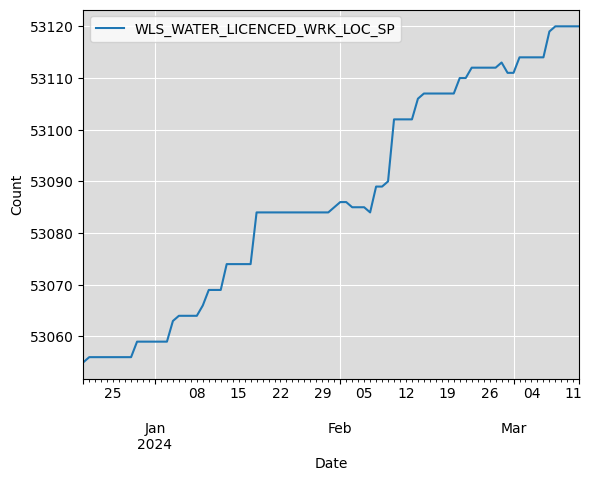 WLS_WATER_LICENCED_WRK_LOC_SP
53120
53110
53100
53090
53080
53070
53060
Count
25 08 15 22 29 05 12 19 26 04 11
Jan Feb Mar
2024
Date